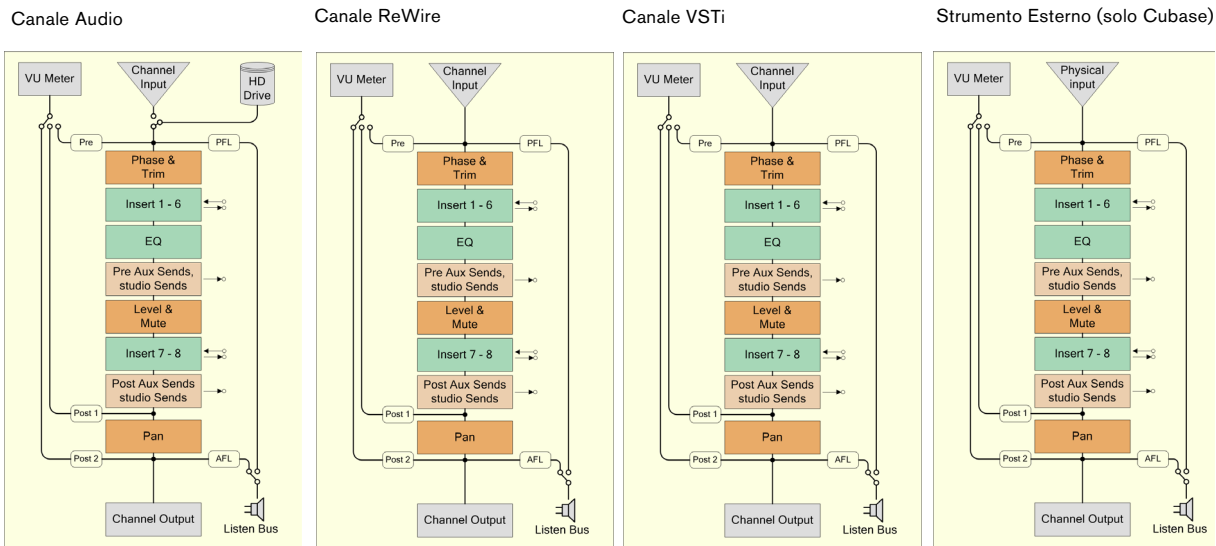 Canale Audio
VU Meter
Channel
Input
HD
Drive
Pre
PFL
Phase &
Trim
Insert 1 - 6
EQ
Pre Aux Sends,
studio Sends
Level &
Mute
Insert 7 - 8
Post Aux Sends
studio Sends
Post 1
Pan
Post 2
AFL
Channel Output
Listen Bus
Canale ReWire
VU Meter
Channel
Input
Pre
PFL
Phase &
Trim
Insert 1 - 6
EQ
Pre Aux Sends,
studio Sends
Level &
Mute
Insert 7 - 8
Post Aux Sends
studio Sends
Post 1
Pan
Post 2
AFL
Channel Output
Listen Bus
Canale VSTi
VU Meter
Channel
Input
Pre
PFL
Phase &
Trim
Insert 1 - 6
EQ
Pre Aux Sends,
studio Sends
Level &
Mute
Insert 7 - 8
Post Aux Sends
studio Sends
Post 1
Pan
Post 2
AFL
Channel Output
Listen Bus
Strumento Esterno (solo Cubase)
VU Meter
Physical
input
Pre
PFL
Phase &
Trim
Insert 1 - 6
EQ
Pre Aux Sends,
studio Sends
Level &
Mute
Insert 7 - 8
Post Aux Sends
studio Sends
Post 1
Pan
Post 2
AFL
Channel Output
Listen Bus